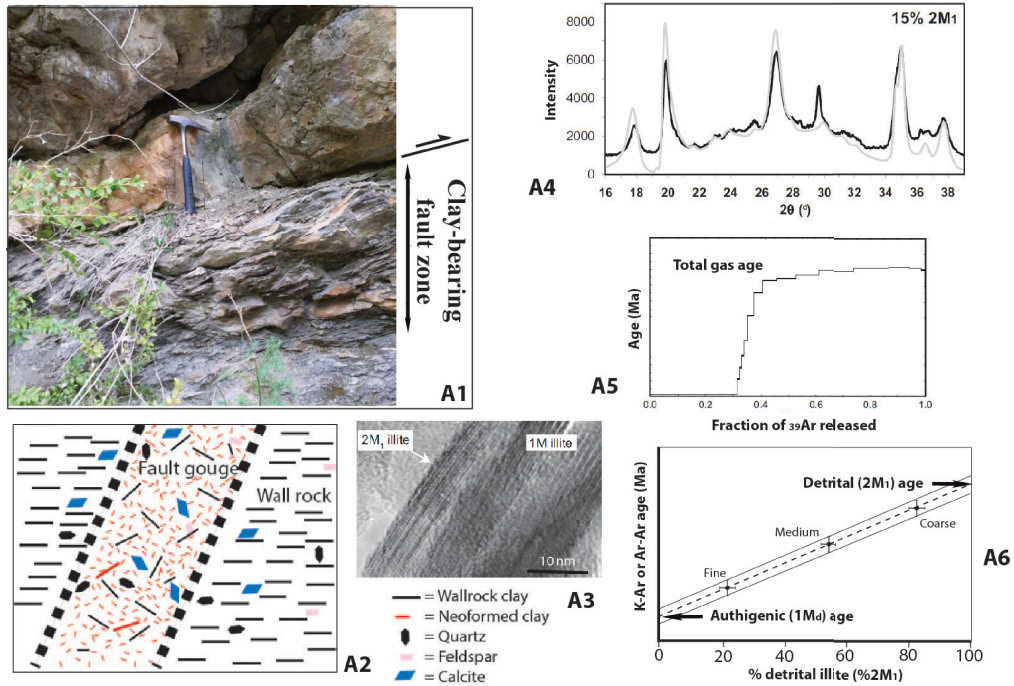 Clay-bearing
fault zone
A1
15% 2M1
Intensity
8000
6000
4000
2000
0
16 18 20 22 24 26 28 30 32 34 36 38
2θ (°)
A4
Total gas age
Age (Ma)
0.0 0.2 0.4 0.6 0.8 1.0
Fraction of 39Ar released
A5
Fault gouge
Wall rock
A2
2M1 illite
1M illite
10 nm
A3
= Wallrock clay
= Neoformed clay
= Quartz
= Feldspar
= Calcite
K-Ar or Ar-Ar age (Ma)
Detrital (2M1) age
Coarse
Medium
Fine
Authigenic (1Md) age
0 20 40 60 80 100
% detrital illite (%2M1)
A6